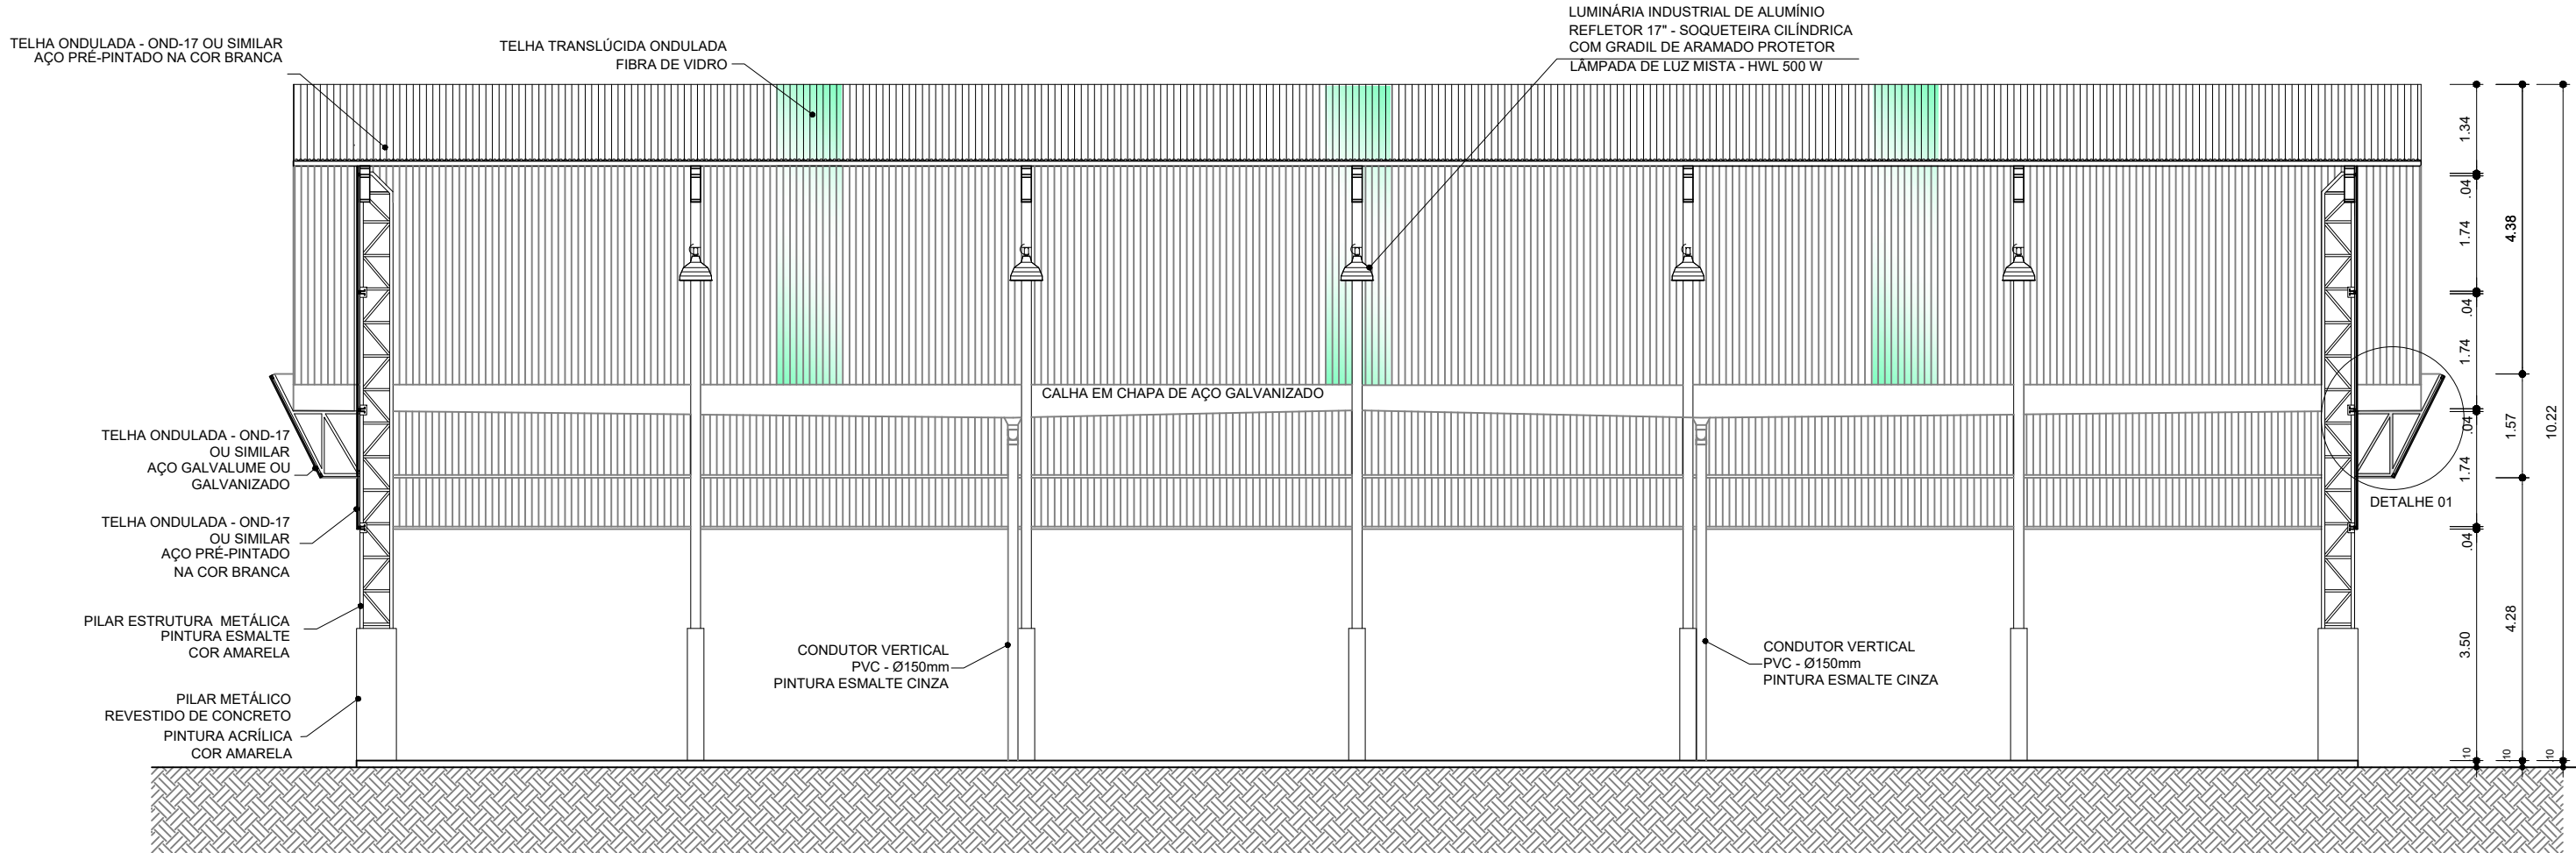 TELHA ONDULADA - OND-17 OU SIMILAR
AÇO PRÉ-PINTADO NA COR BRANCA
TELHA TRANSLÚCIDA ONDULADA
FIBRA DE VIDRO
LUMINÁRIA INDUSTRIAL DE ALUMÍNIO
REFLETOR 17" - SOQUETEIRA CILÍNDRICA
COM GRADIL DE ARAMADO PROTETOR
LÂMPADA DE LUZ MISTA - HWL 500 W
CALHA EM CHAPA DE AÇO GALVANIZADO
TELHA ONDULADA - OND-17
OU SIMILAR
AÇO GALVALUME OU
GALVANIZADO
TELHA ONDULADA - OND-17
OU SIMILAR
AÇO PRÉ-PINTADO
NA COR BRANCA
PILAR ESTRUTURA  METÁLICA
PINTURA ESMALTE
COR AMARELA
PILAR METÁLICO
REVESTIDO DE CONCRETO
PINTURA ACRÍLICA
COR AMARELA
CONDUTOR VERTICAL
PVC - Ø150mm
PINTURA ESMALTE CINZA
CONDUTOR VERTICAL
PVC - Ø150mm
PINTURA ESMALTE CINZA
DETALHE 01
1.34
.04
1.74
.04
1.74
.04
1.74
.04
3.50
.10
4.38
1.57
4.28
.10
10.22
.10